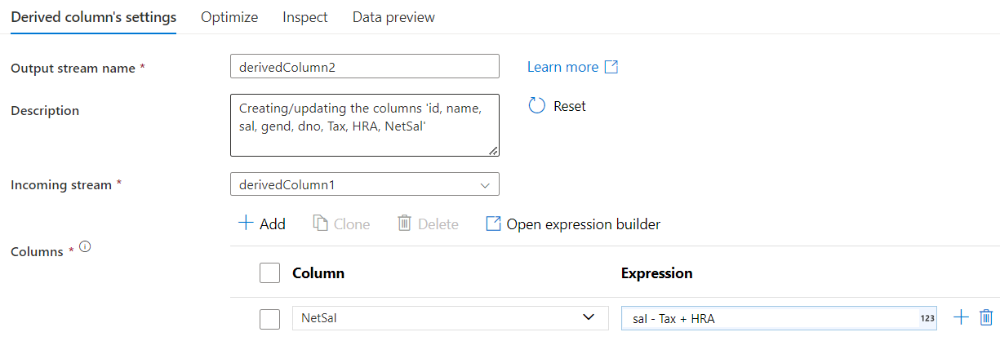 Derived column's settings Optimize Inspect Data preview
Output stream name * derivedColumn2 Learn more
Description Creating/updating the columns 'id, name, Reset
sal, gend, dno, Tax, HRA, NetSal'
Incoming stream * derivedColumn1
Add Clone Delete Open expression builder
Columns *
Column Expression
NetSal sal - Tax + HRA 123